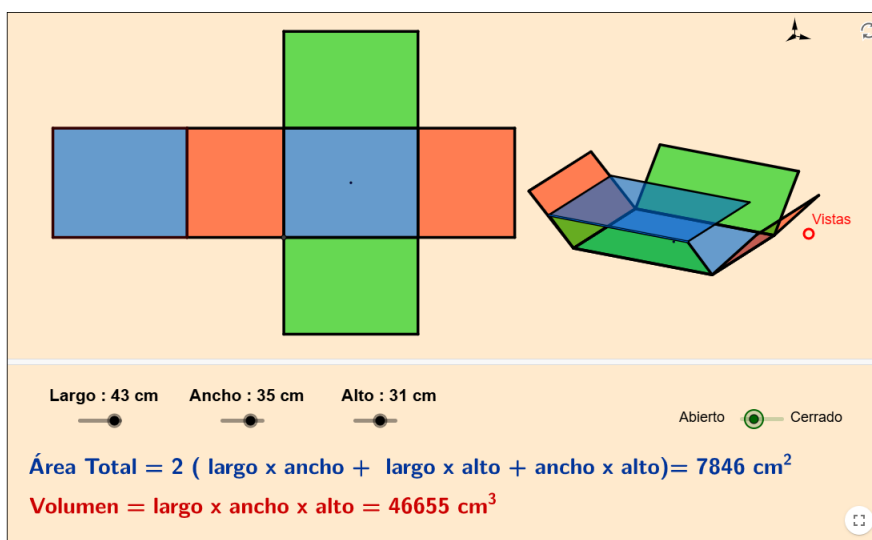 Vistas
Largo : 43 cm Ancho : 35 cm Alto : 31 cm
Abierto Cerrado
Área Total = 2 ( largo x ancho + largo x alto + ancho x alto)= 7846 cm²
Volumen = largo x ancho x alto = 46655 cm³